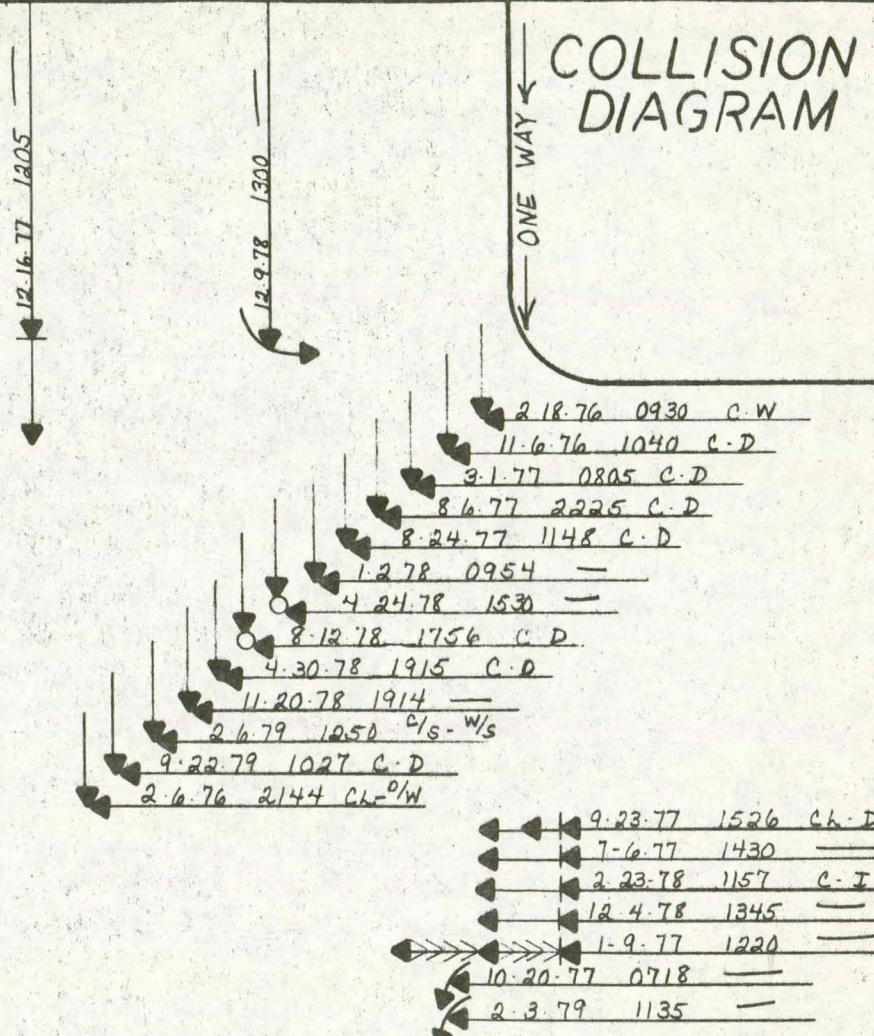 COLLISION
DIAGRAM
ONE WAY
12.16.77 1205 —
12.9.78 1300 —
2.18.76 0930 C.W
11.6.76 1040 C.D
3.1.77 0805 C.D
8.6.77 2225 C.D
8.24.77 1148 C.D
1.2.78 0954 —
4.24.78 1530 —
8.12.78 1756 C D
4.30.78 1915 C.D
11.20.78 1914 —
2.6.79 1250 C/S - W/S
9.22.79 1027 C.D
2.6.76 2144 CL-O/W
9.23.77 1526 CL.D
7-6.77 1430 —
2.23-78 1157 C-I
12.4.78 1345 —
1-9.77 1220 —
10.20.77 0718 —
2.3.79 1135 —